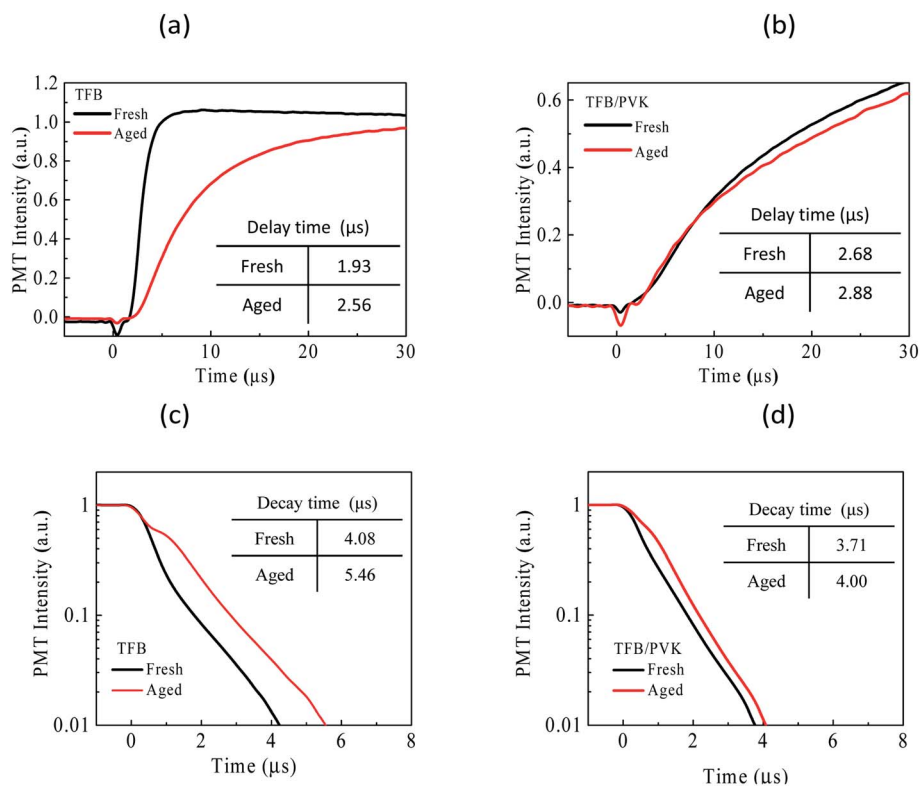 (a)
(b)
PMT Intensity (a.u.)
1.2
1.0
0.8
0.6
0.4
0.2
0.0
TFB
Fresh
Aged
Delay time (μs)
Fresh 1.93
Aged 2.56
0 10 20 30
Time (μs)
PMT Intensity (a.u.)
0.6
0.4
0.2
0.0
TFB/PVK
Fresh
Aged
Delay time (μs)
Fresh 2.68
Aged 2.88
0 10 20 30
Time (μs)
(c)
(d)
PMT Intensity (a.u.)
1
0.1
0.01
Decay time (μs)
Fresh 4.08
Aged 5.46
TFB
Fresh
Aged
0 2 4 6 8
Time (μs)
PMT Intensity (a.u.)
1
0.1
0.01
Decay time (μs)
Fresh 3.71
Aged 4.00
TFB/PVK
Fresh
Aged
0 2 4 6 8
Time (μs)